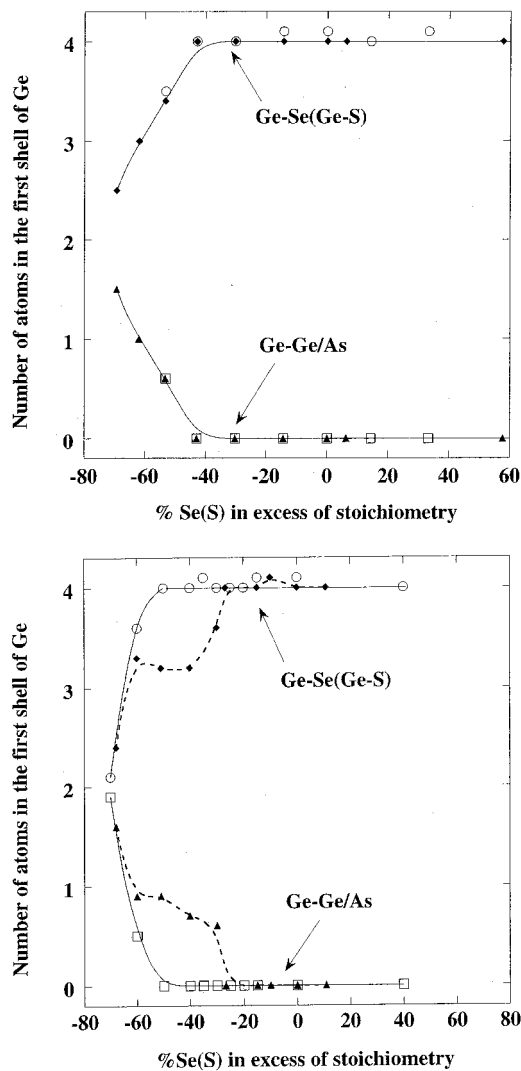 Number of atoms in the first shell of Ge
4
3
2
1
0
Ge-Se(Ge-S)
Ge-Ge/As
-80 -60 -40 -20 0 20 40 60
% Se(S) in excess of stoichiometry
Number of atoms in the first shell of Ge
4
3
2
1
0
Ge-Se(Ge-S)
Ge-Ge/As
-80 -60 -40 -20 0 20 40 60 80
%Se(S) in excess of stoichiometry